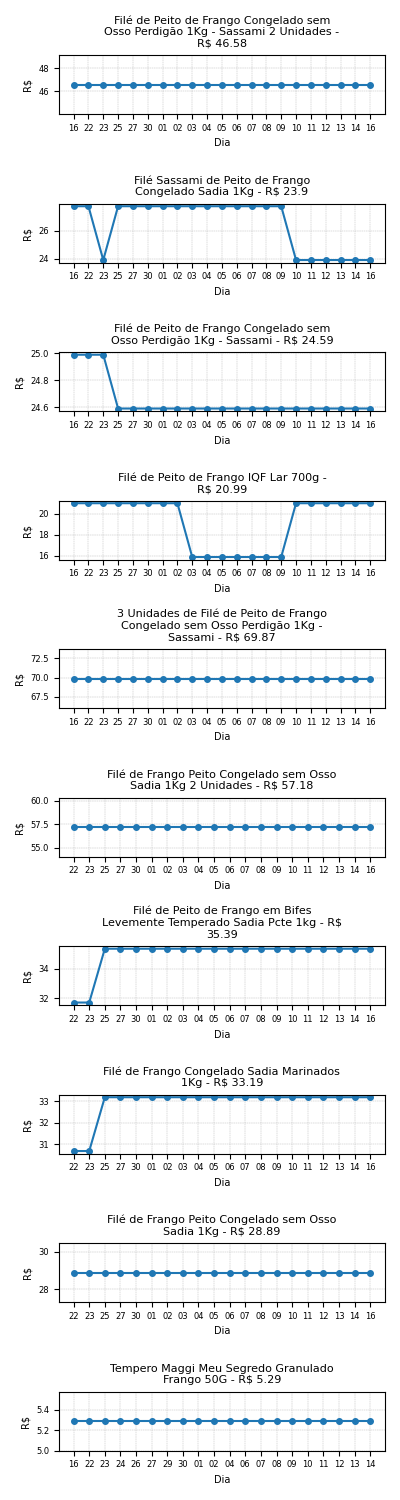 Filé de Peito de Frango Congelado sem
Osso Perdigão 1Kg - Sassami 2 Unidades -
R$ 46.58
48
46
R$
16 22 23 25 27 30 01 02 03 04 05 06 07 08 09 10 11 12 13 14 16
Dia
Filé Sassami de Peito de Frango
Congelado Sadia 1Kg - R$ 23.9
26
24
R$
16 22 23 25 27 30 01 02 03 04 05 06 07 08 09 10 11 12 13 14 16
Dia
Filé de Peito de Frango Congelado sem
Osso Perdigão 1Kg - Sassami - R$ 24.59
25.0
24.8
24.6
R$
16 22 23 25 27 30 01 02 03 04 05 06 07 08 09 10 11 12 13 14 16
Dia
Filé de Peito de Frango IQF Lar 700g -
R$ 20.99
20
18
16
R$
16 22 23 25 27 30 01 02 03 04 05 06 07 08 09 10 11 12 13 14 16
Dia
3 Unidades de Filé de Peito de Frango
Congelado sem Osso Perdigão 1Kg -
Sassami - R$ 69.87
72.5
70.0
67.5
R$
16 22 23 25 27 30 01 02 03 04 05 06 07 08 09 10 11 12 13 14 16
Dia
Filé de Frango Peito Congelado sem Osso
Sadia 1Kg 2 Unidades - R$ 57.18
60.0
57.5
55.0
R$
22 23 25 27 30 01 02 03 04 05 06 07 08 09 10 11 12 13 14 16
Dia
Filé de Peito de Frango em Bifes
Levemente Temperado Sadia Pcte 1kg - R$
35.39
34
32
R$
22 23 25 27 30 01 02 03 04 05 06 07 08 09 10 11 12 13 14 16
Dia
Filé de Frango Congelado Sadia Marinados
1Kg - R$ 33.19
33
32
31
R$
22 23 25 27 30 01 02 03 04 05 06 07 08 09 10 11 12 13 14 16
Dia
Filé de Frango Peito Congelado sem Osso
Sadia 1Kg - R$ 28.89
30
28
R$
22 23 25 27 30 01 02 03 04 05 06 07 08 09 10 11 12 13 14 16
Dia
Tempero Maggi Meu Segredo Granulado
Frango 50G - R$ 5.29
5.4
5.2
5.0
R$
16 22 23 24 26 27 29 30 01 02 04 06 07 08 09 10 11 12 13 14
Dia